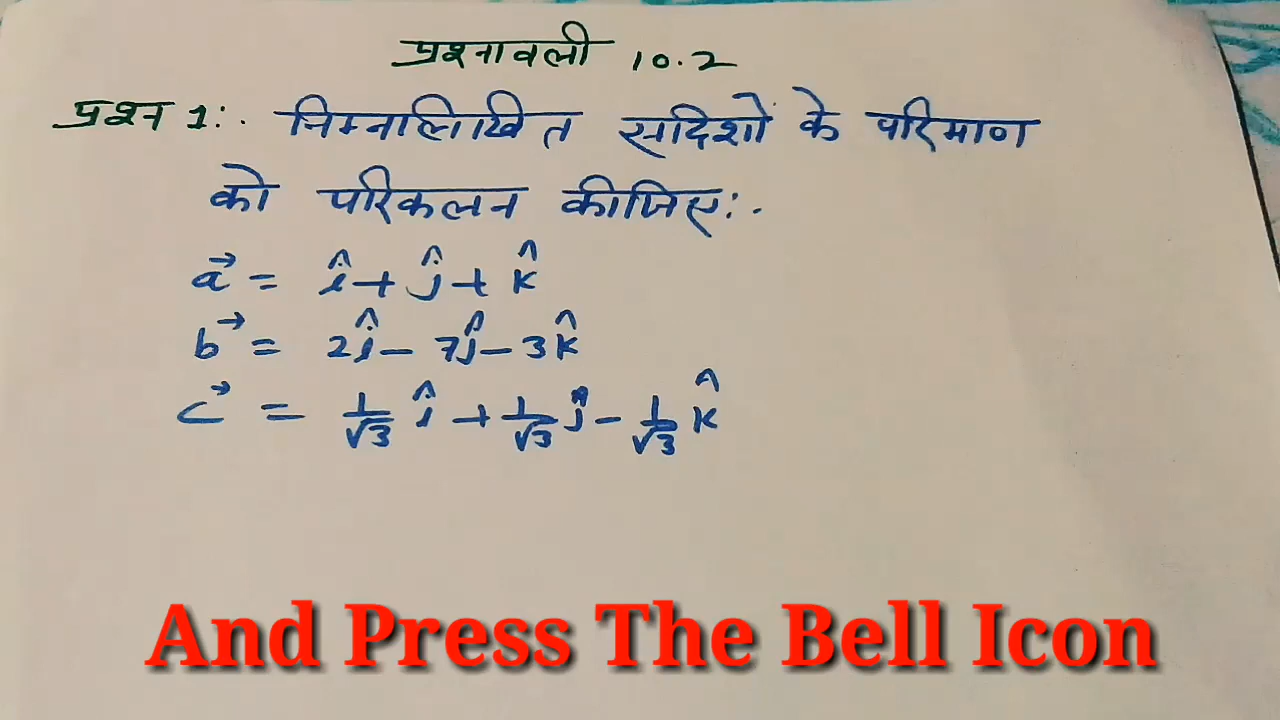 प्रश्नावली 10.2
प्रश्न 1:. निम्नलिखित सदिशों के परिमाण
को परिकलन कीजिए:.
a⃗ = î + ĵ + k̂
b⃗ = 2î - 7ĵ - 3k̂
c⃗ = 1/√3 î + 1/√3 ĵ - 1/√3 k̂
And Press The Bell Icon